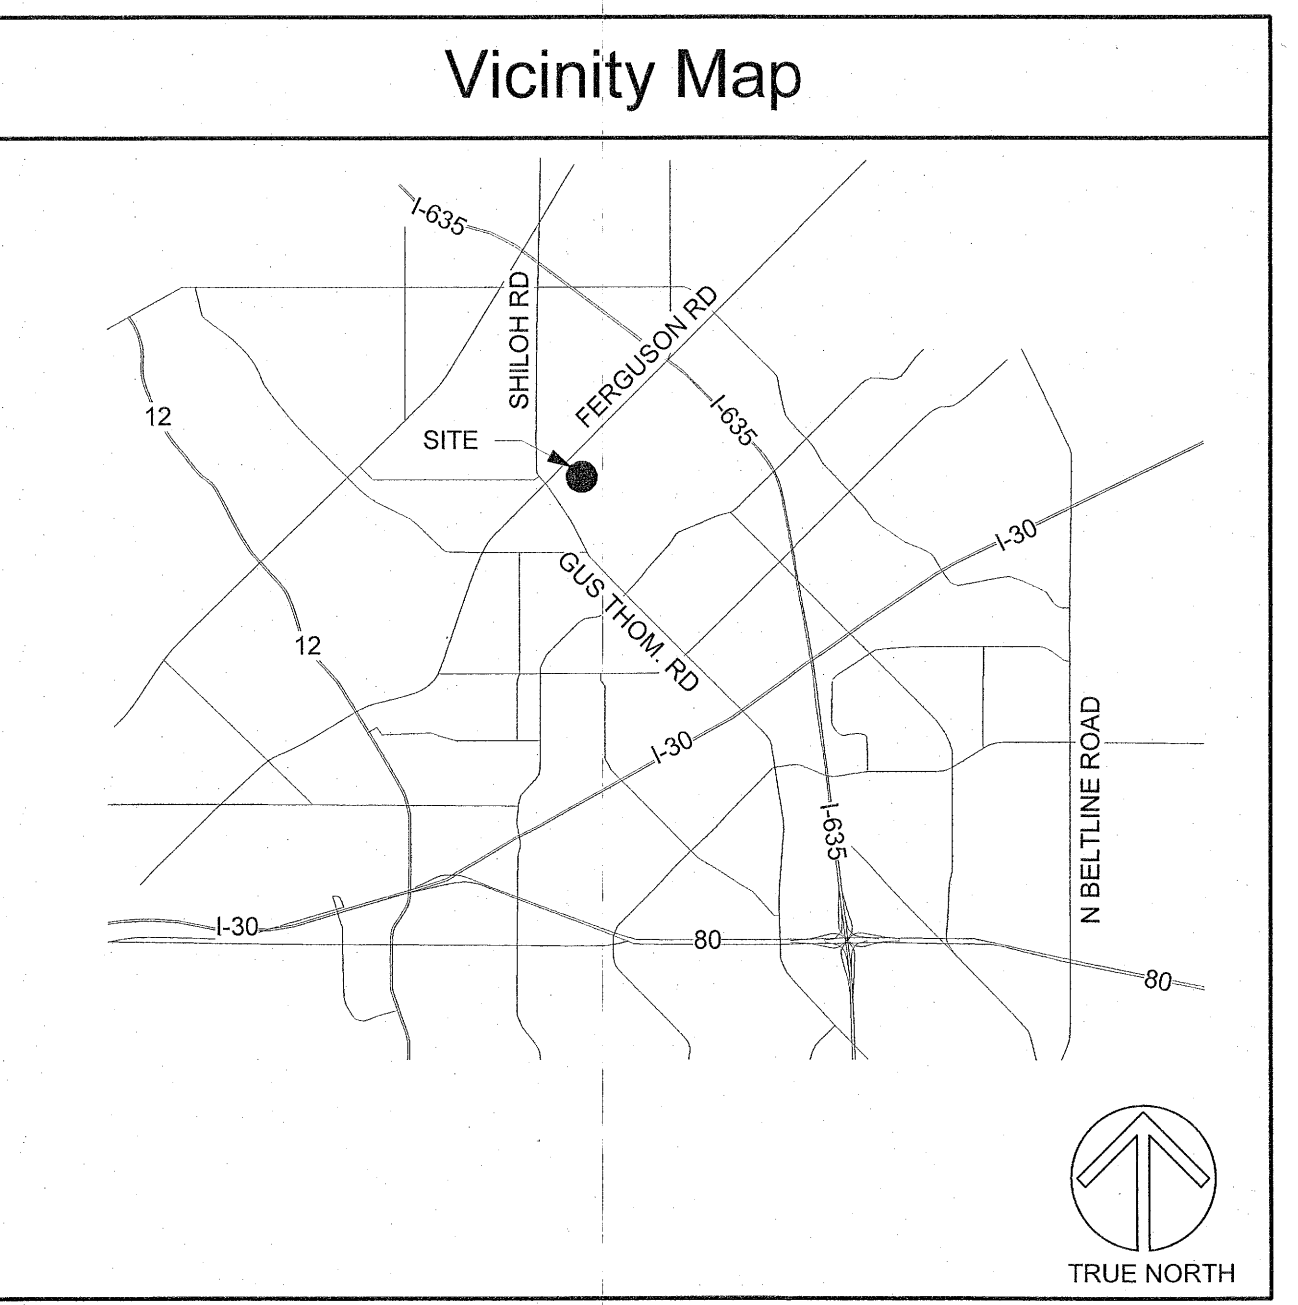 Vicinity Map
I-635
SHILOH RD
FERGUSON RD
12
I-635
SITE
I-30
GUS THOM. RD
12
I-30
N BELTLINE ROAD
I-635
I-30
80
80
TRUE NORTH